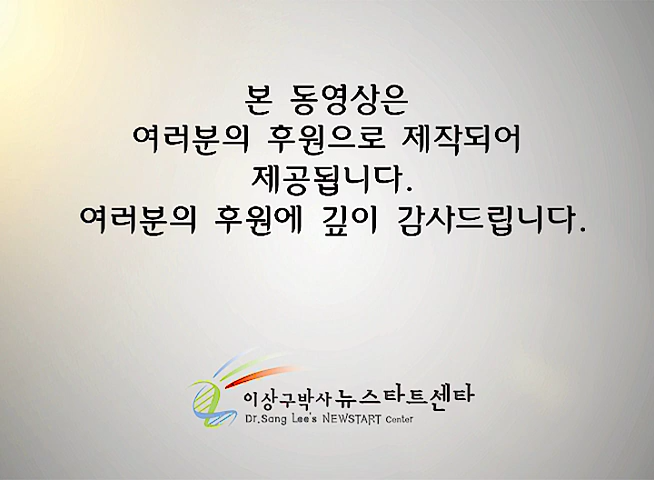 본 동영상은
여러분의 후원으로 제작되어
제공됩니다.
여러분의 후원에 깊이 감사드립니다.
이상구박사 뉴스타트센타
Dr.Sang Lee's NEWSTART Center